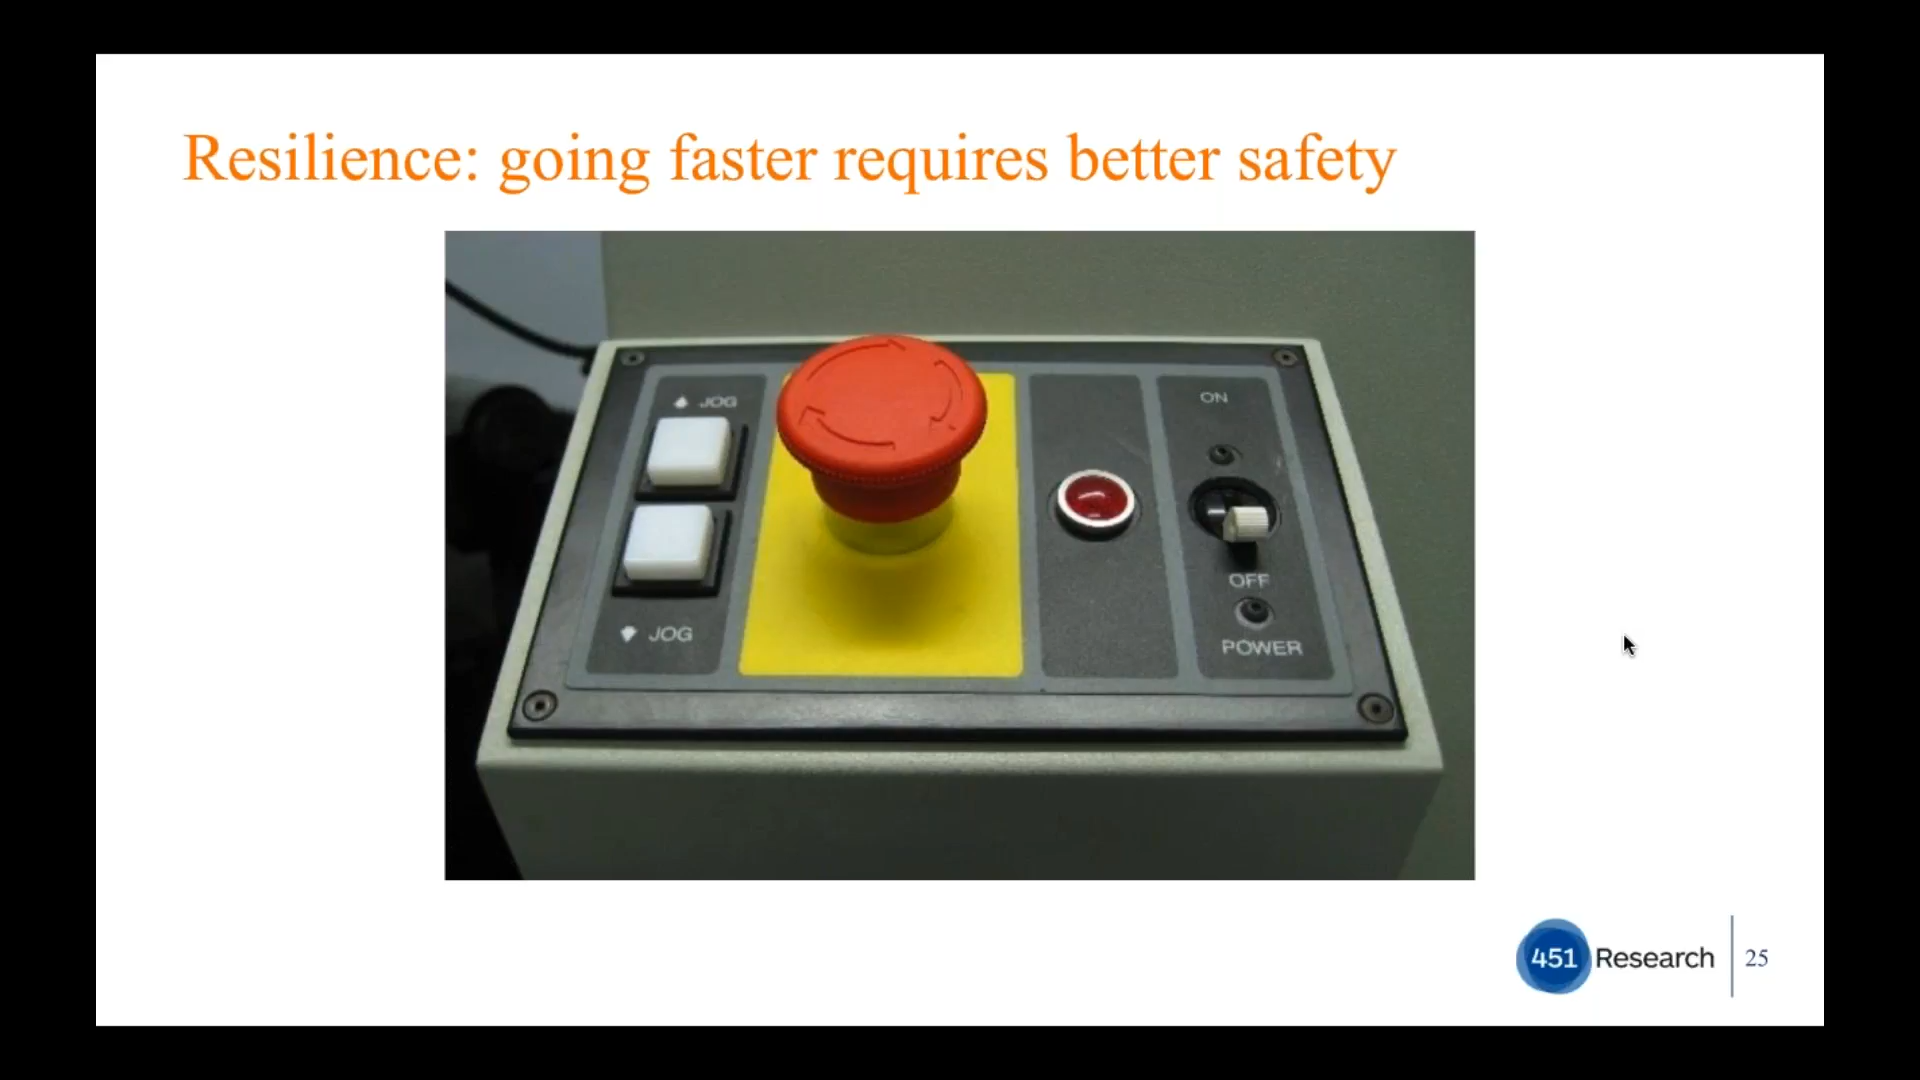 Resilience: going faster requires better safety
JOG
JOG
ON
OFF
POWER
451 Research
25